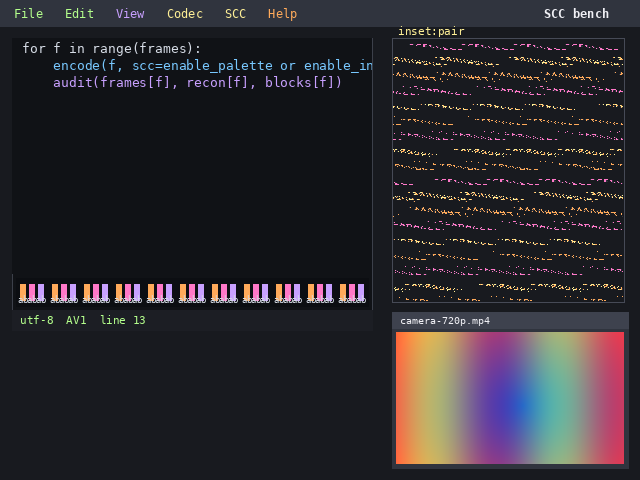 File Edit View Codec SCC Help SCC bench
inset:pair
for f in range(frames):
encode(f, scc=enable_palette or enable_in
audit(frames[f], recon[f], blocks[f])
utf-8 AV1 line 13
camera-720p.mp4